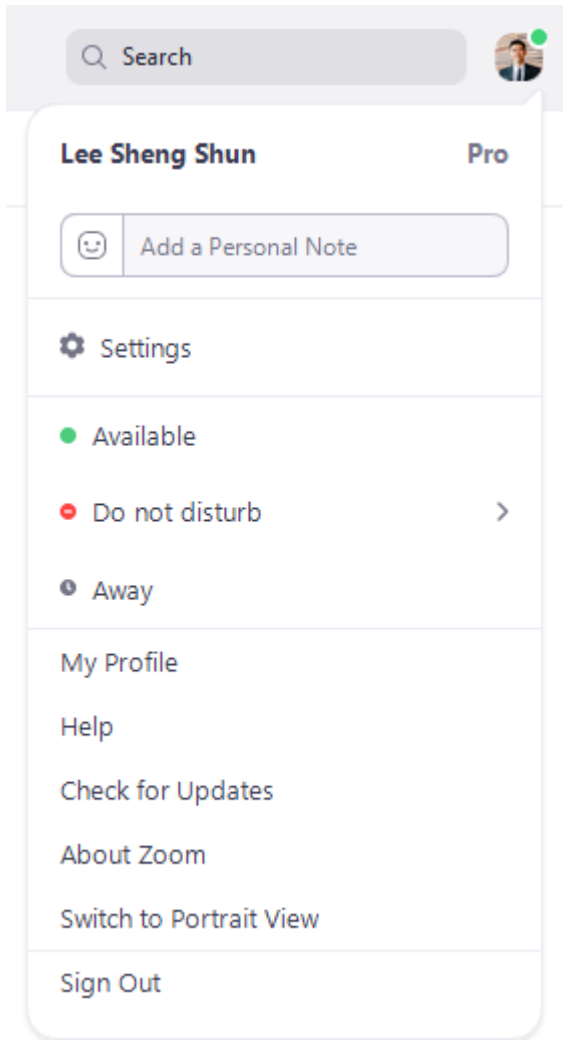 Search
Lee Sheng Shun Pro
Add a Personal Note
Settings
Available
Do not disturb
Away
My Profile
Help
Check for Updates
About Zoom
Switch to Portrait View
Sign Out